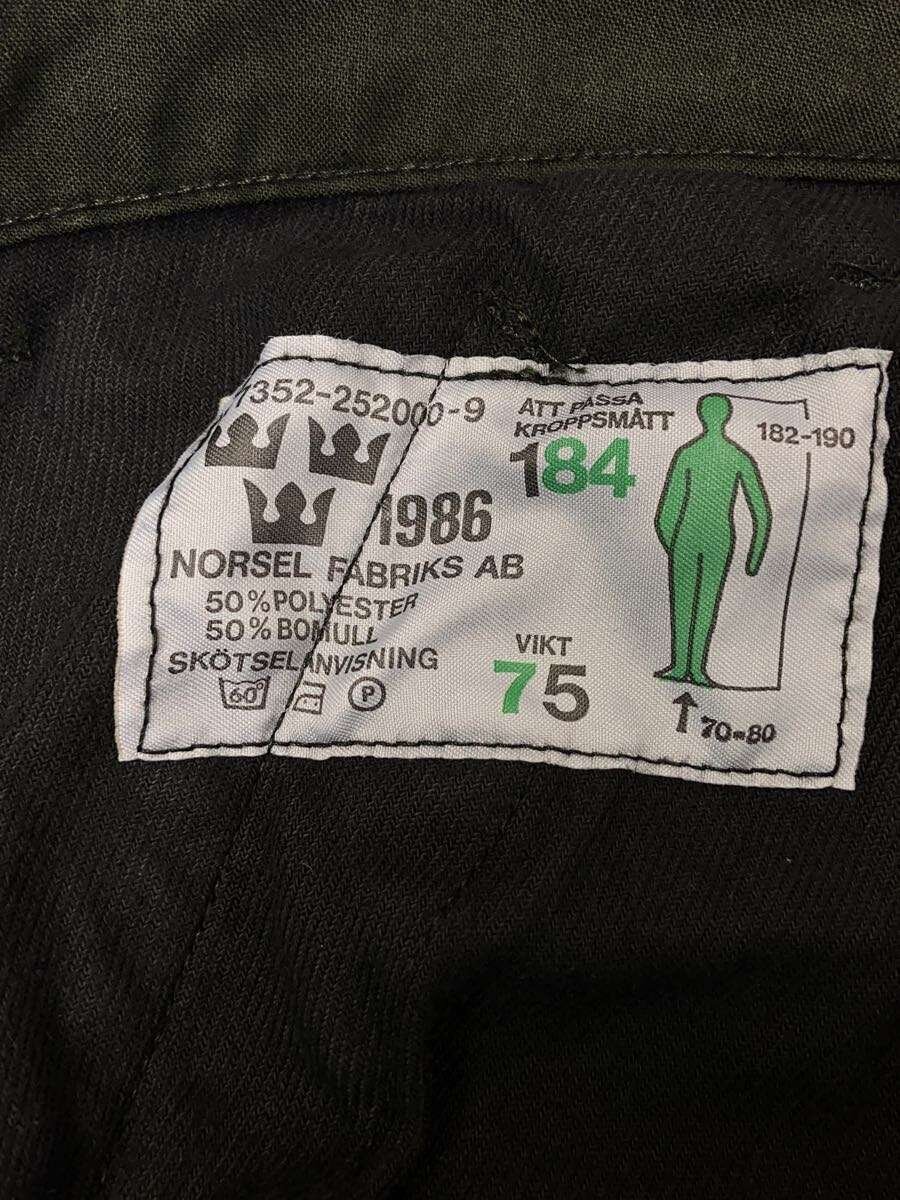 7352-252000-9
1986
NORSEL FABRIKS AB
50% POLYESTER
50% BOMULL
SKÖTSELANVISNING
60° P
ATT PASSA
KROPPSMÅTT
184
182-190
VIKT
75
70-80